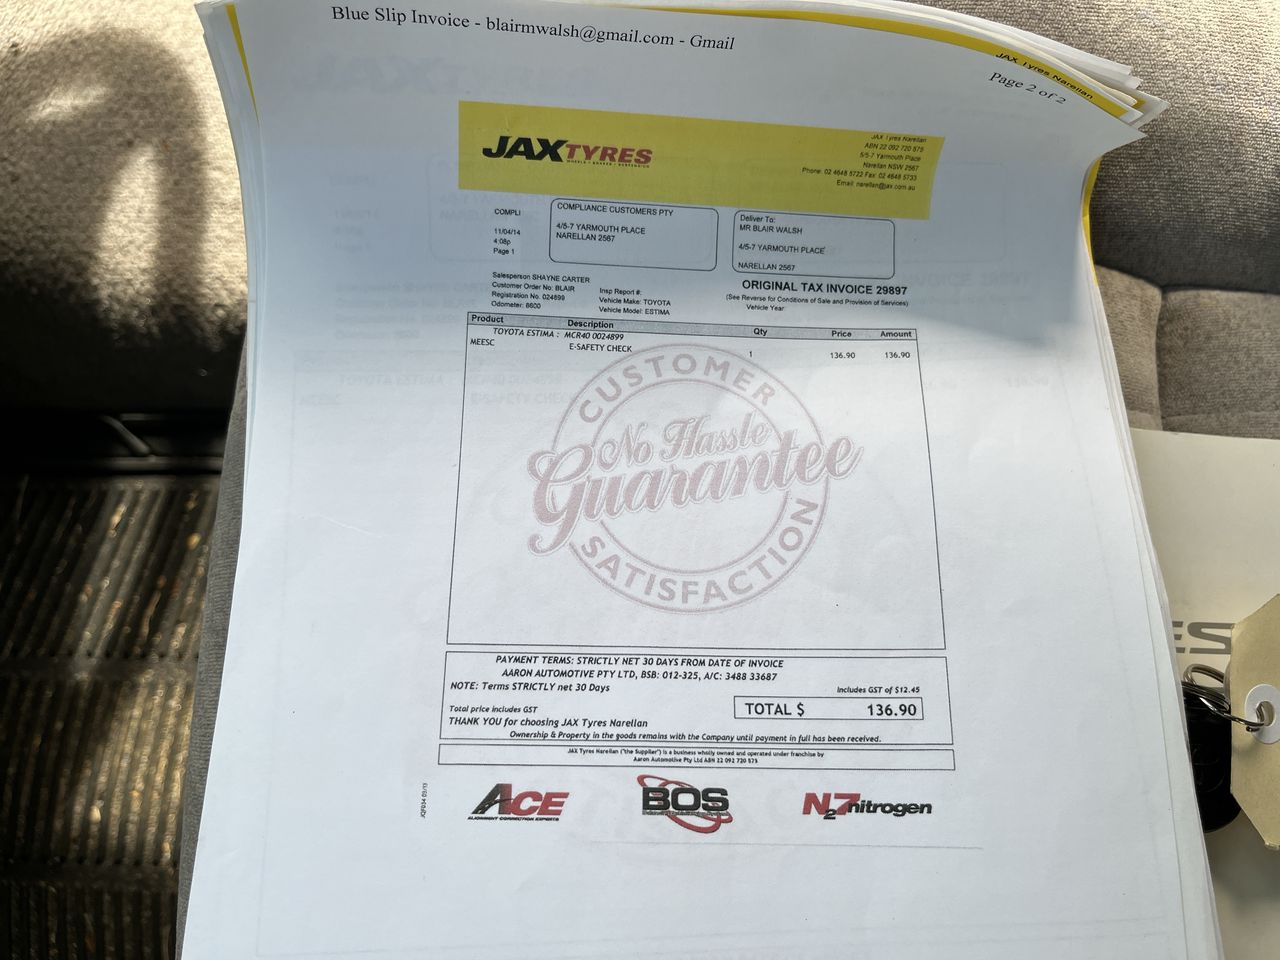 Blue Slip Invoice - blairmwalsh@gmail.com - Gmail
JAX Tyres Narellan
Page 2 of 2
JAXTYRES
WHEELS • BRAKES • SUSPENSION
JAX Tyres Narellan
ABN 22 092 720 575
5/5-7 Yarmouth Place
Narellan NSW 2567
Phone: 02 4648 5722 Fax: 02 4648 5733
Email: narellan@jax.com.au
COMPLI
11/04/14
4:08p
Page 1
COMPLIANCE CUSTOMERS PTY
4/5-7 YARMOUTH PLACE
NARELLAN 2567
Deliver To:
MR BLAIR WALSH
4/5-7 YARMOUTH PLACE
NARELLAN 2567
Salesperson SHAYNE CARTER
Customer Order No: BLAIR
Registration No. 024899
Odometer: 8600
Insp Report #:
Vehicle Make: TOYOTA
Vehicle Model: ESTIMA
ORIGINAL TAX INVOICE 29897
(See Reverse for Conditions of Sale and Provision of Services)
Vehicle Year:
Product Description Qty Price Amount
TOYOTA ESTIMA : MCR40 0024899
MEESC E-SAFETY CHECK 1 136.90 136.90
CUSTOMER
No Hassle
Guarantee
SATISFACTION
PAYMENT TERMS: STRICTLY NET 30 DAYS FROM DATE OF INVOICE
AARON AUTOMOTIVE PTY LTD, BSB: 012-325, A/C: 3488 33687
NOTE: Terms STRICTLY net 30 Days
Includes GST of $12.45
Total price includes GST
TOTAL $ 136.90
THANK YOU for choosing JAX Tyres Narellan
Ownership & Property in the goods remains with the Company until payment in full has been received.
JAX Tyres Narellan ("the Supplier") is a business wholly owned and operated under franchise by
Aaron Automotive Pty Ltd ABN 22 092 720 575
ACE
ALIGNMENT CORRECTION EXPERTS
BOS
N27nitrogen
ES